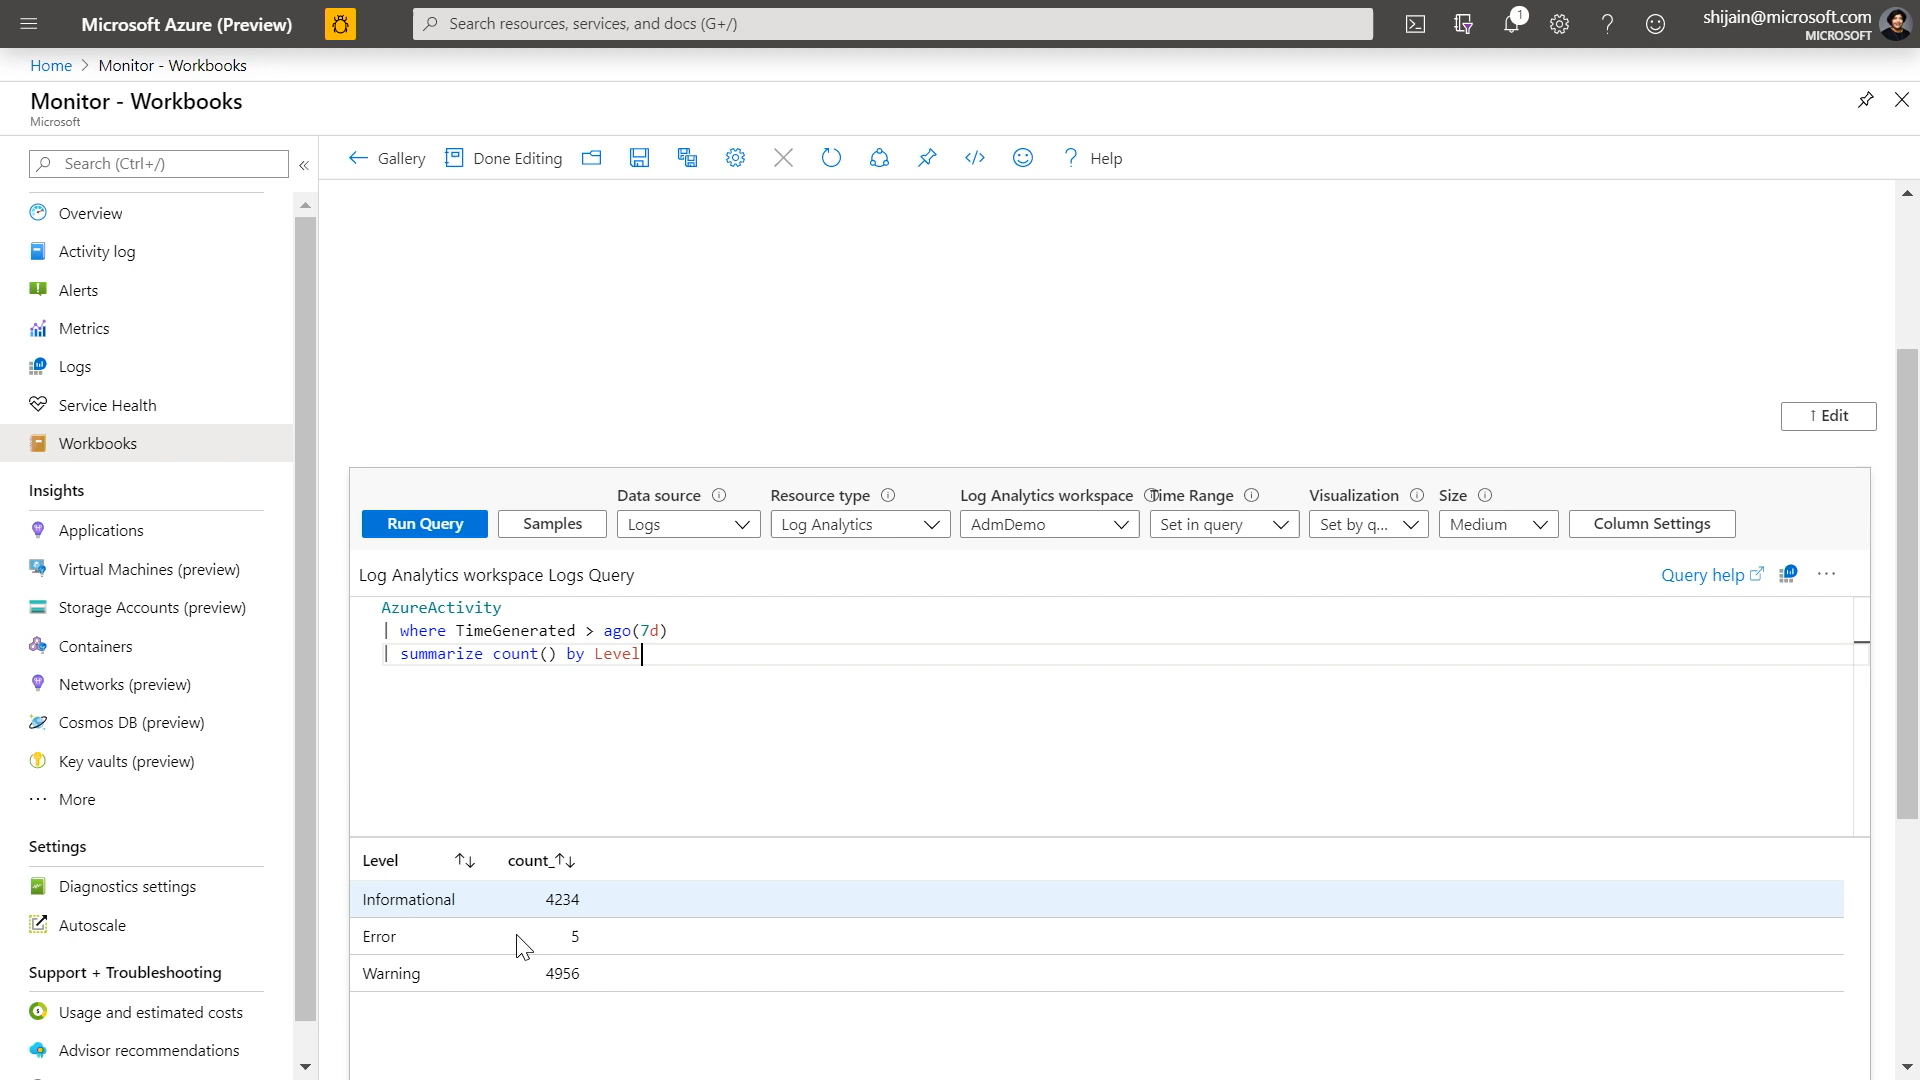 Microsoft Azure (Preview)
Search resources, services, and docs (G+/)
1
shijain@microsoft.com
MICROSOFT
Home > Monitor - Workbooks
Monitor - Workbooks
Microsoft
Search (Ctrl+/)
«
Gallery
Done Editing
Help
Overview
Activity log
Alerts
Metrics
Logs
Service Health
Workbooks
Insights
Applications
Virtual Machines (preview)
Storage Accounts (preview)
Containers
Networks (preview)
Cosmos DB (preview)
Key vaults (preview)
More
Settings
Diagnostics settings
Autoscale
Support + Troubleshooting
Usage and estimated costs
Advisor recommendations
↑ Edit
Data source Resource type Log Analytics workspace Time Range Visualization Size
Run Query Samples Logs Log Analytics AdmDemo Set in query Set by q... Medium Column Settings
Log Analytics workspace Logs Query
Query help
AzureActivity
| where TimeGenerated > ago(7d)
| summarize count() by Level
Level ↑↓ count_↑↓
Informational 4234
Error 5
Warning 4956